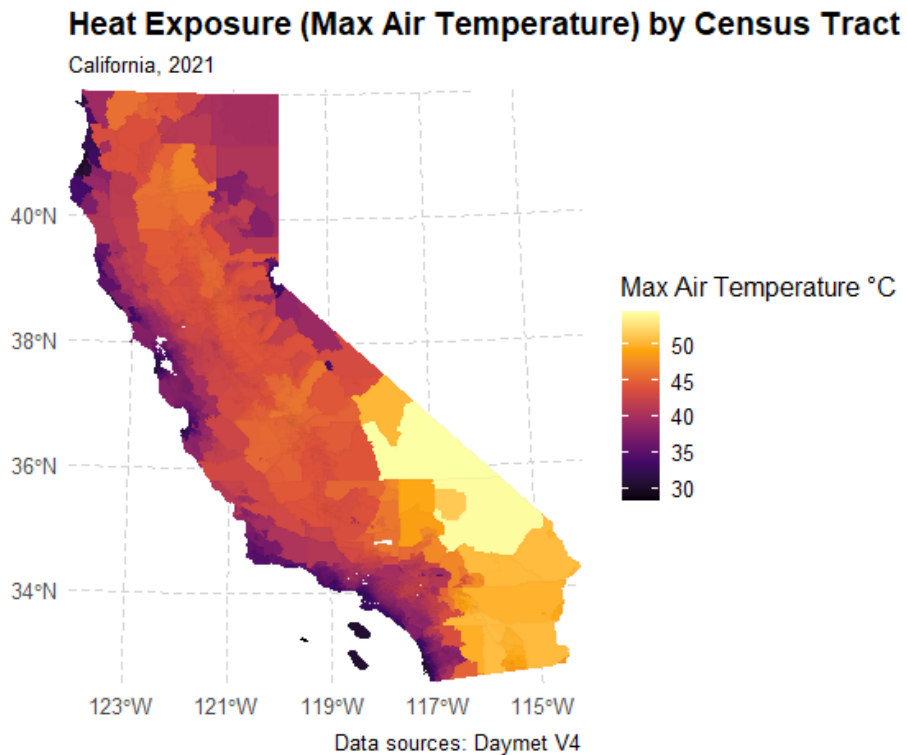 Heat Exposure (Max Air Temperature) by Census Tract
California, 2021
40°N
38°N
36°N
34°N
123°W 121°W 119°W 117°W 115°W
Max Air Temperature °C
50
45
40
35
30
Data sources: Daymet V4